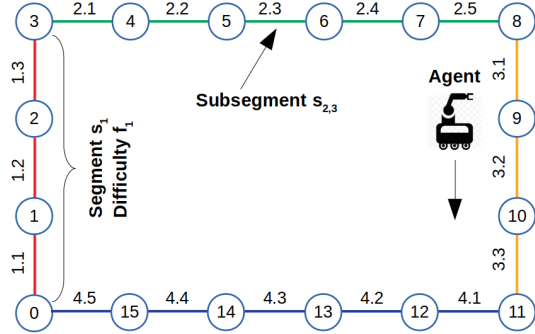 2.1 2.2 2.3 2.4 2.5
3 4 5 6 7 8
1.3
3.1
Agent
Subsegment s2,3
2
9
Segment s1
Difficulty f1
1.2
3.2
1
10
1.1
3.3
4.5 4.4 4.3 4.2 4.1
0 15 14 13 12 11